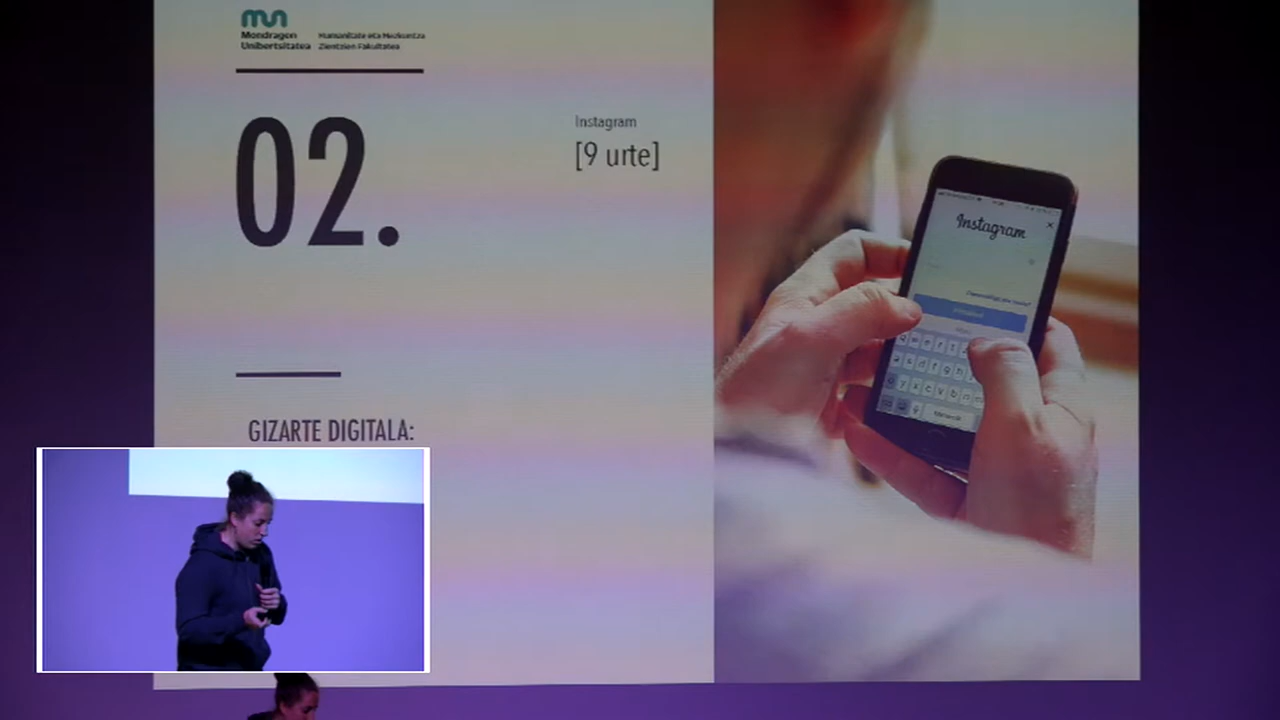 Mondragon
Unibertsitatea
Humanitate eta Hezkuntza
Zientzien Fakultatea
02.
Instagram
[9 urte]
GIZARTE DIGITALA:
Instagram